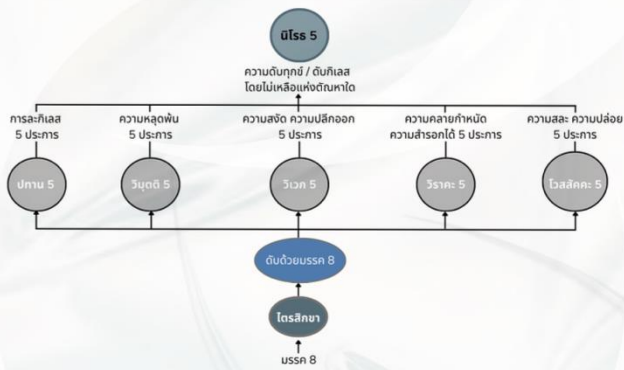 นิโรธ 5
ความดับทุกข์ / ดับกิเลส
โดยไม่เหลือแห่งตัณหาใด
การละกิเลส
5 ประการ
ความหลุดพ้น
5 ประการ
ความสงัด ความปลีกออก
5 ประการ
ความคลายกำหนัด
ความสำรอกได้ 5 ประการ
ความสละ ความปล่อย
5 ประการ
ปหาน 5
วิมุตติ 5
วิเวก 5
วิราคะ 5
โวสสัคคะ 5
ดับด้วยมรรค 8
ไตรสิกขา
มรรค 8